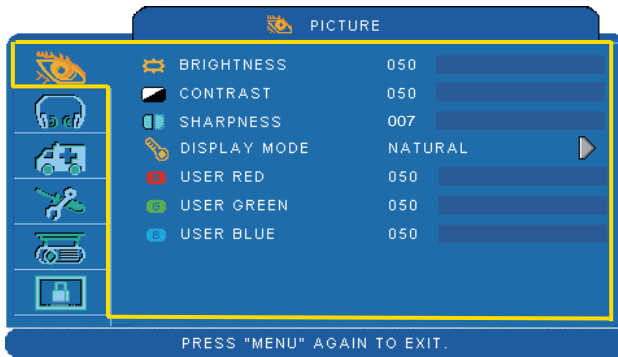 PICTURE
BRIGHTNESS 050
CONTRAST 050
SHARPNESS 007
DISPLAY MODE NATURAL
R USER RED 050
G USER GREEN 050
B USER BLUE 050
PRESS "MENU" AGAIN TO EXIT.